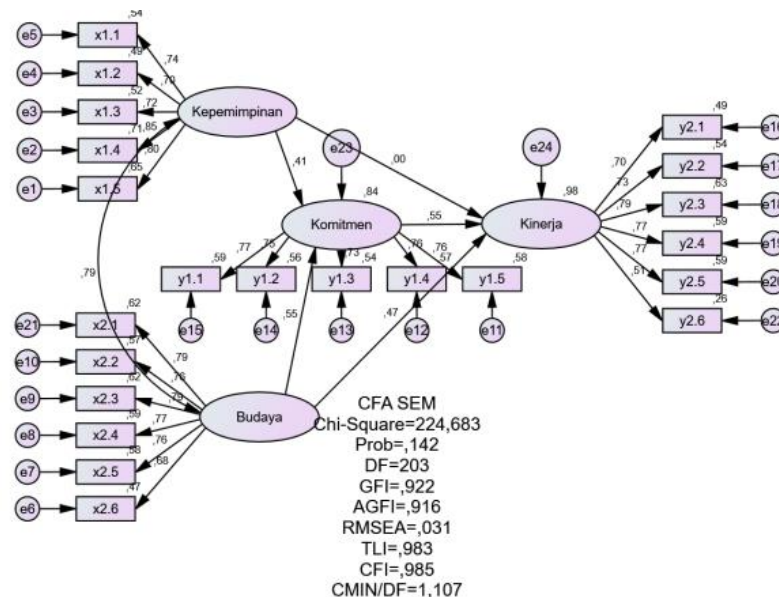 ,54
e5 x1.1
,74
,49
e4 x1.2
,70
,52
e3 x1.3 ,72
Kepemimpinan
,71 ,85
e2 x1.4
,80
,65
e1 x1.5
,79
,41
e23
,00
e24
,84
Komitmen
,55
,98
Kinerja
,49
y2.1
,70
,54
y2.2
,73
,63
y2.3 e18
,79
,59
y2.4
,77
,59
y2.5
,77
,26
y2.6
,51
,59 ,77 ,75 ,56 ,73 ,54 ,76 ,57 ,76 ,58
y1.1 y1.2 y1.3 y1.4 y1.5
e15 e14 e13 e12 e11
,55
,47
,62
e21 x2.1
,79
,57
e10 x2.2
,76
,62
e9 x2.3
,79
,59
e8 x2.4 ,77
,58
e7 x2.5 ,76
,47
e6 x2.6 ,68
Budaya
CFA SEM
Chi-Square=224,683
Prob=,142
DF=203
GFI=,922
AGFI=,916
RMSEA=,031
TLI=,983
CFI=,985
CMIN/DF=1,107